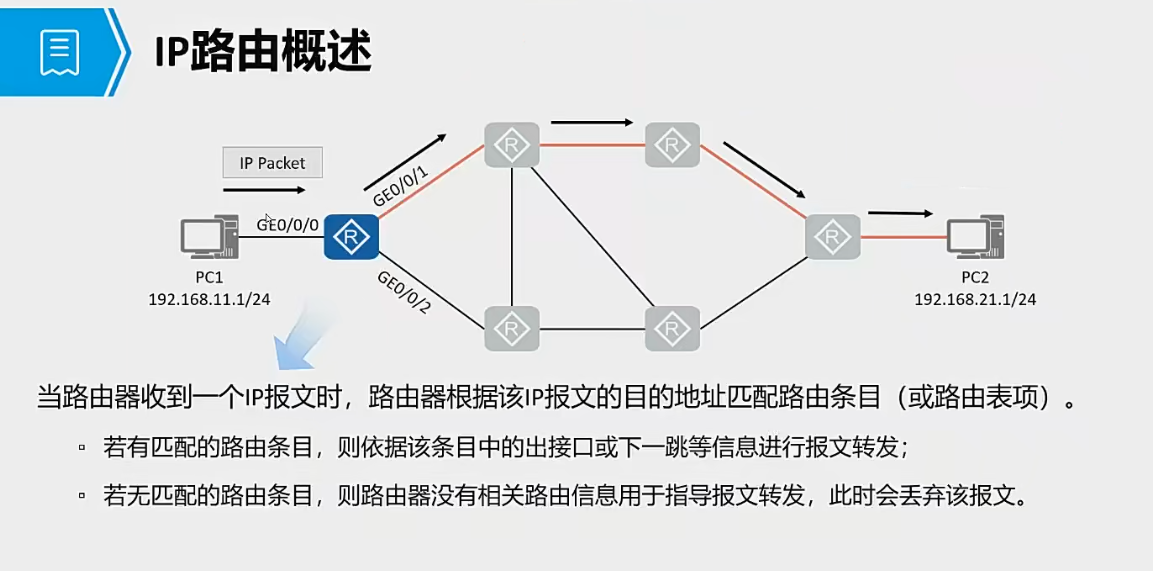 IP路由概述
IP Packet
GE0/0/1
GE0/0/0
GE0/0/2
R
R
R
R
R
R
PC1
192.168.11.1/24
PC2
192.168.21.1/24
当路由器收到一个IP报文时，路由器根据该IP报文的目的地址匹配路由条目（或路由表项）。
▫ 若有匹配的路由条目，则依据该条目中的出接口或下一跳等信息进行报文转发；
▫ 若无匹配的路由条目，则路由器没有相关路由信息用于指导报文转发，此时会丢弃该报文。